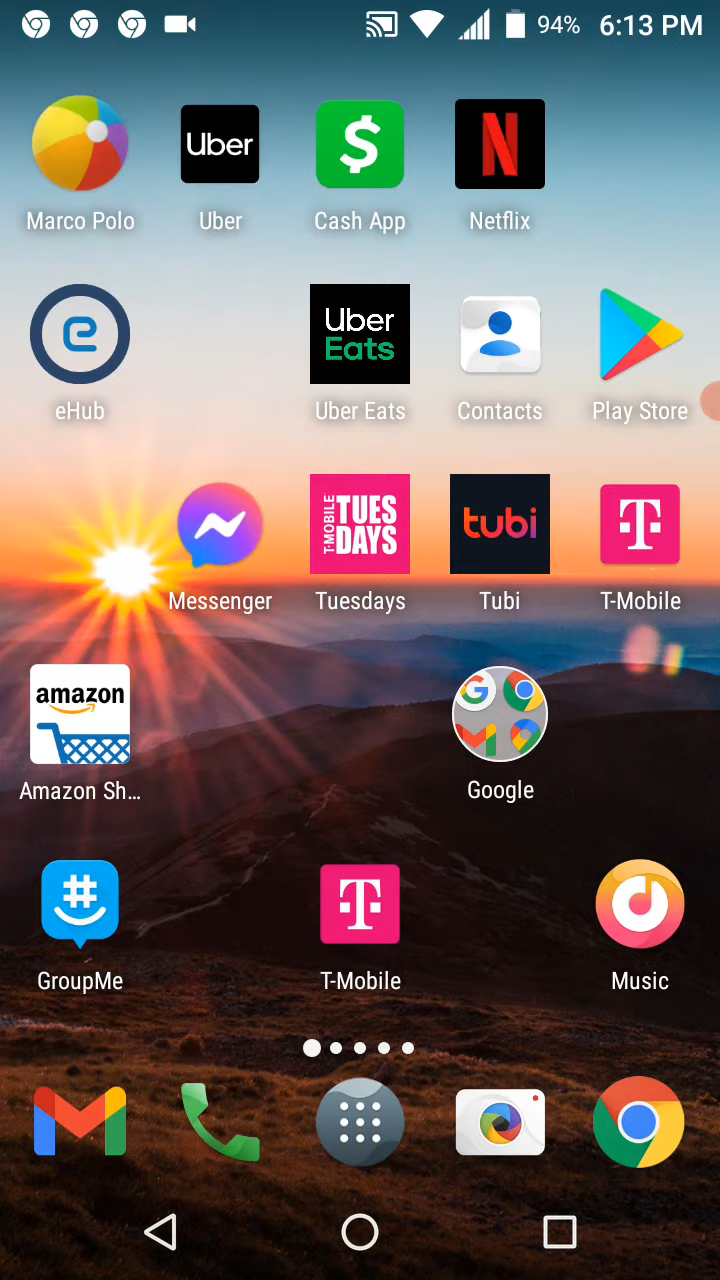 94% 6:13 PM
Uber
$
N
Marco Polo Uber Cash App Netflix
e
Uber
Eats
eHub Uber Eats Contacts Play Store
T-MOBILE
TUES
DAYS
tubi
T
Messenger Tuesdays Tubi T-Mobile
amazon
G
Amazon Sh... Google
#
T
GroupMe T-Mobile Music